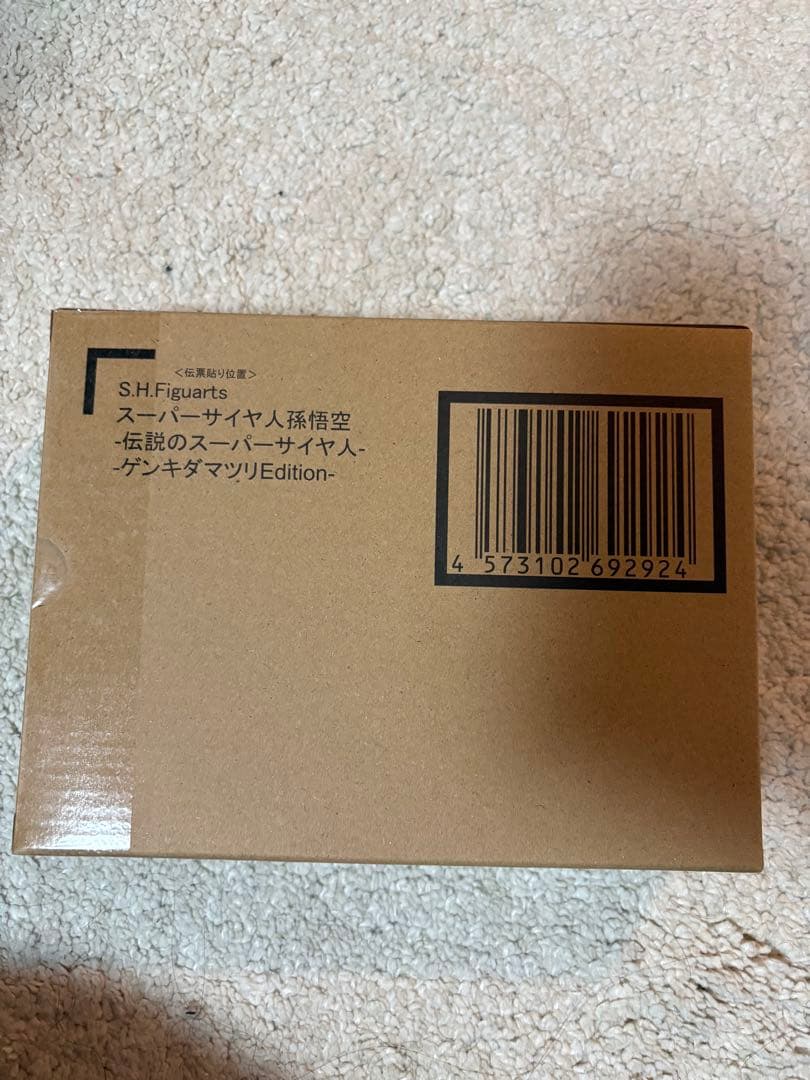 ＜伝票貼り位置＞
S.H.Figuarts
スーパーサイヤ人孫悟空
-伝説のスーパーサイヤ人-
-ゲンキダマツリEdition-
4 573102 692924